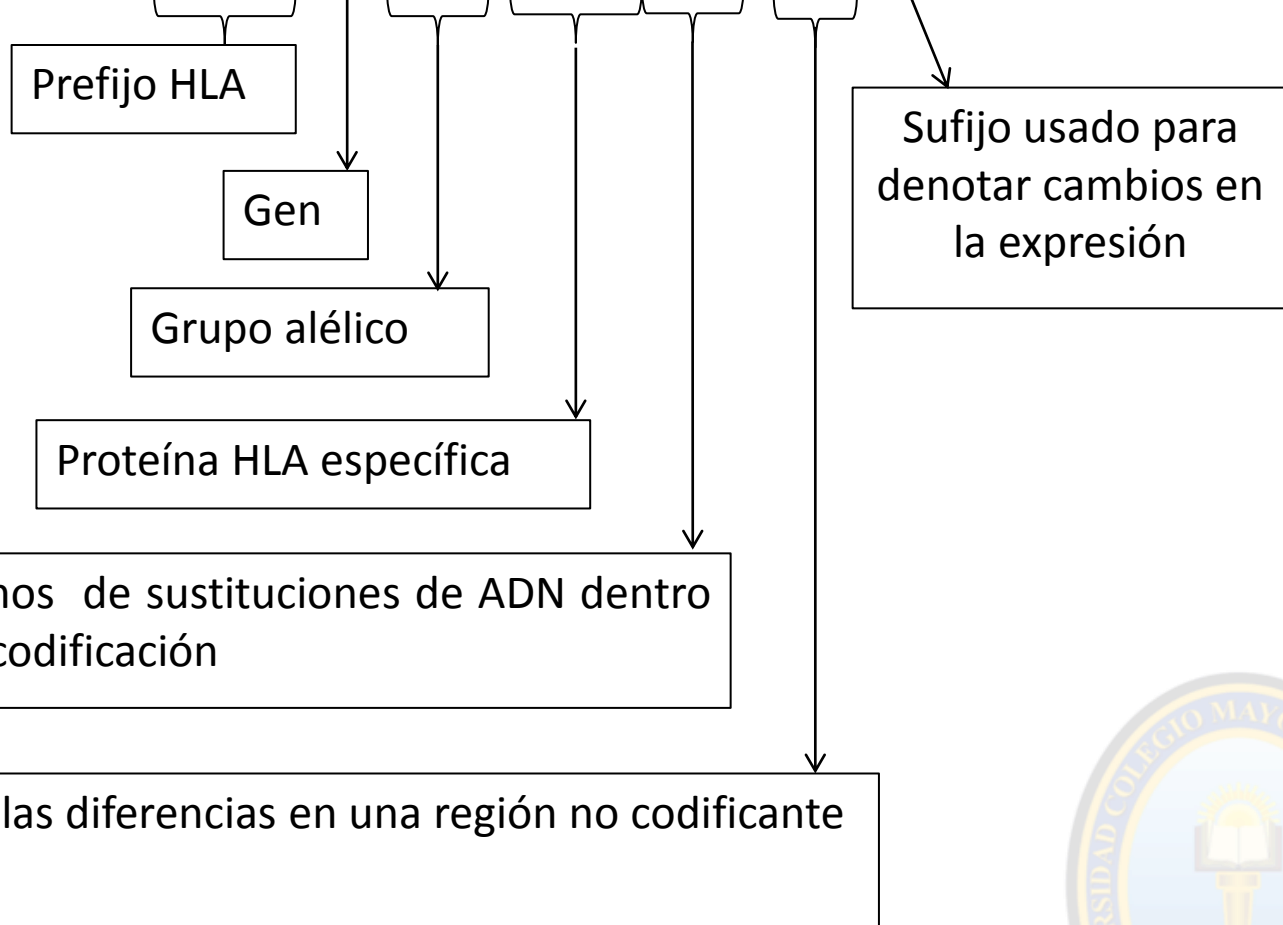 Prefijo HLA
Gen
Grupo alélico
Proteína HLA específica
de sustituciones de ADN dentro
codificación
las diferencias en una región no codificante
Sufijo usado para
denotar cambios en
la expresión
COLEGIO